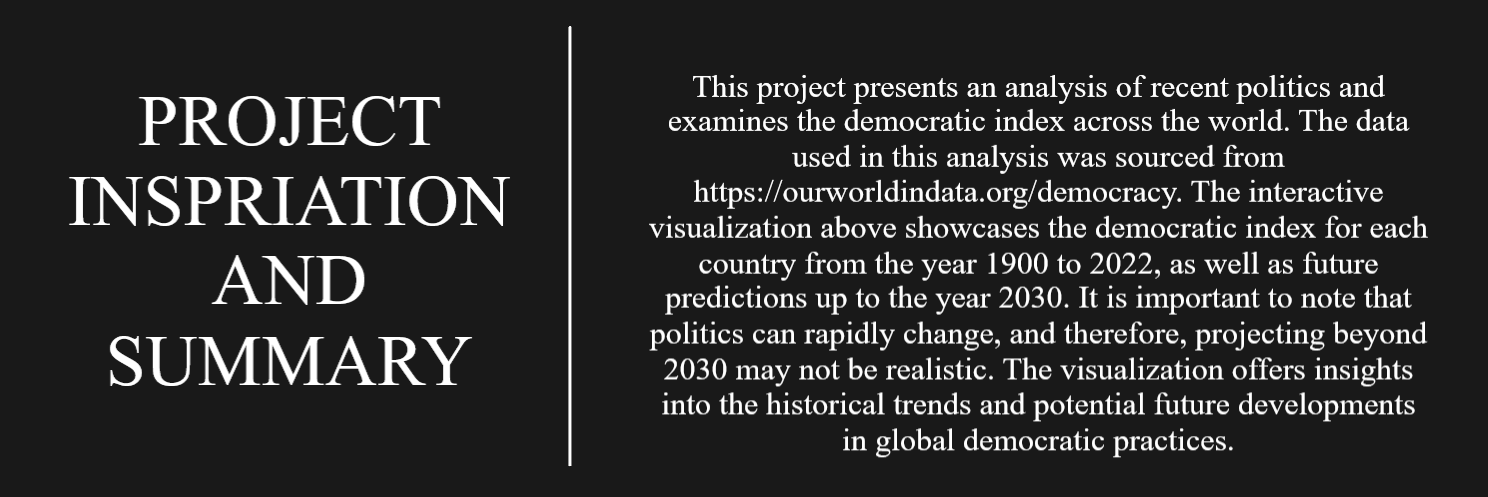 PROJECT
INSPRIATION
AND
SUMMARY
This project presents an analysis of recent politics and
examines the democratic index across the world. The data
used in this analysis was sourced from
https://ourworldindata.org/democracy. The interactive
visualization above showcases the democratic index for each
country from the year 1900 to 2022, as well as future
predictions up to the year 2030. It is important to note that
politics can rapidly change, and therefore, projecting beyond
2030 may not be realistic. The visualization offers insights
into the historical trends and potential future developments
in global democratic practices.